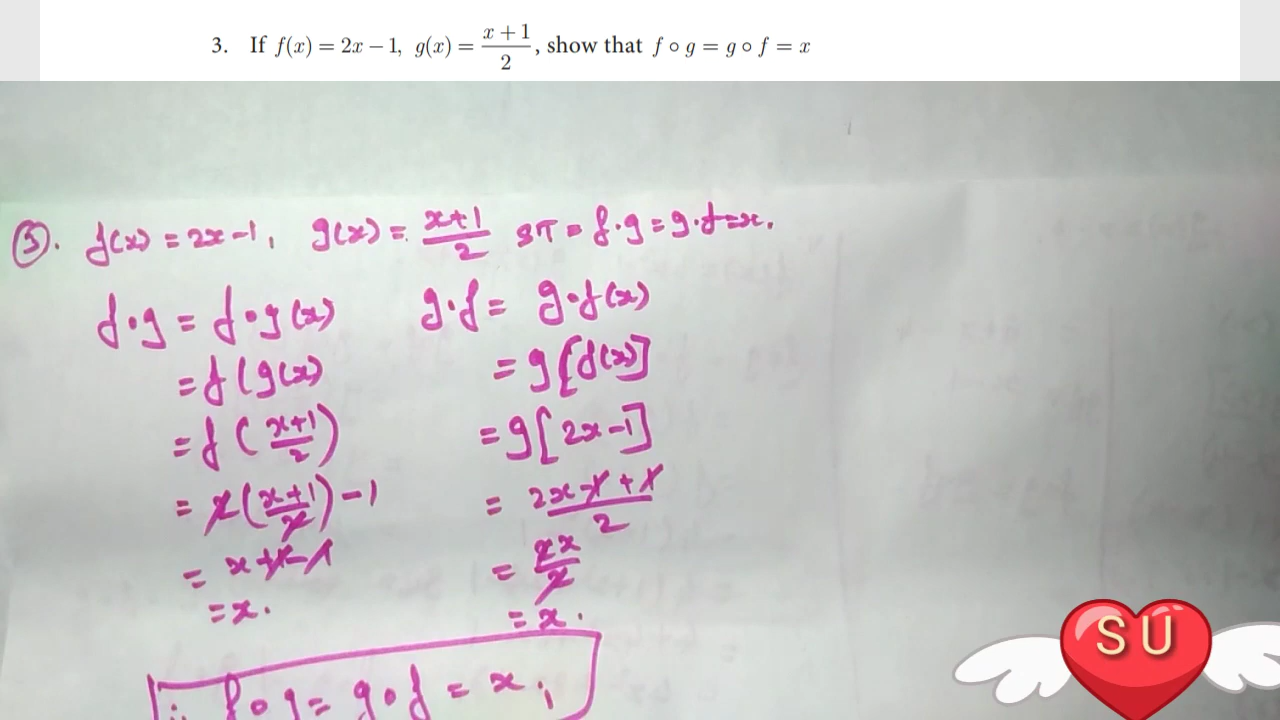 3. If f(x) = 2x − 1, g(x) = (x + 1)/2, show that f ∘ g = g ∘ f = x
③. f(x) = 2x-1, g(x) = (x+1)/2 ST = f·g = g·f = x.
f·g = f·g(x)
= f(g(x)
= f((x+1)/2)
= 2((x+1)/2) - 1
= x+1-1
= x.
g·f = g·f(x)
= g[f(x)]
= g[2x-1]
= (2x-1+1)/2
= 2x/2
= x.
∴ f∘g = g∘f = x
SU